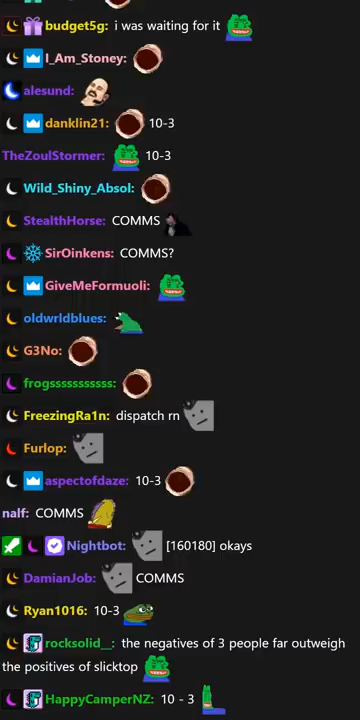 budget5g: i was waiting for it
I_Am_Stoney:
alesund:
danklin21: 10-3
TheZoulStormer: 10-3
Wild_Shiny_Absol:
StealthHorse: COMMS
SirOinkens: COMMS?
GiveMeFormuoli:
oldwrldblues:
G3No:
frogsssssssssss:
FreezingRa1n: dispatch rn
Furlop:
aspectofdaze: 10-3
nalf: COMMS
Nightbot: [160180] okays
DamianJob: COMMS
Ryan1016: 10-3
rocksolid__: the negatives of 3 people far outweigh
the positives of slicktop
HappyCamperNZ: 10 - 3